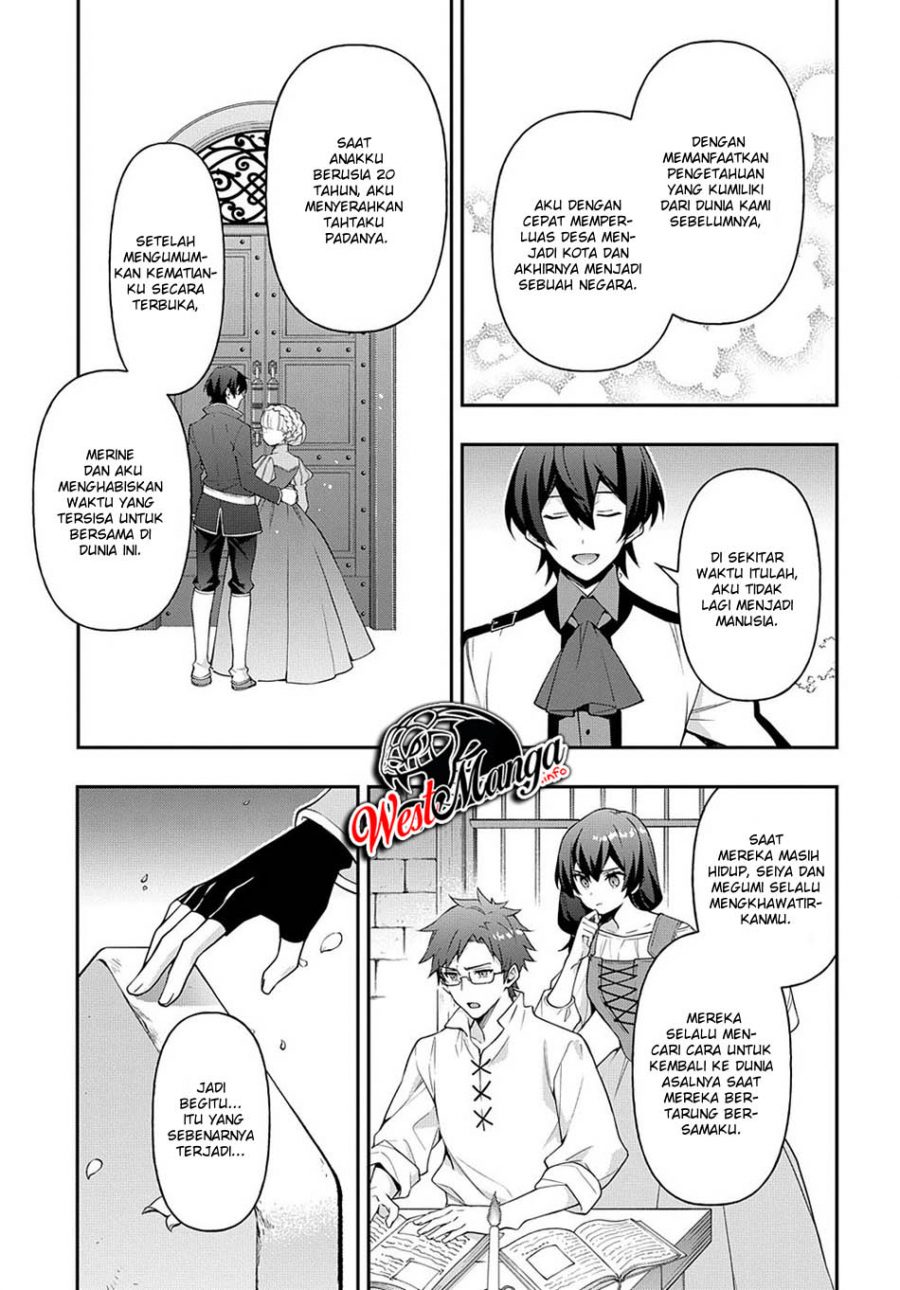 DENGAN
MEMANFAATKAN
PENGETAHUAN
YANG KUMILIKI
DARI DUNIA KAMI
SEBELUMNYA,
AKU DENGAN
CEPAT MEMPER-
LUAS DESA MEN-
JADI KOTA DAN
AKHIRNYA MENJADI
SEBUAH NEGARA.
DI SEKITAR
WAKTU ITULAH,
AKU TIDAK
LAGI MENJADI
MANUSIA.
SAAT
ANAKKU
BERUSIA 20
TAHUN, AKU
MENYERAHKAN
TAHTAKU
PADANYA.
SETELAH
MENGUMUM-
KAN KEMATIAN-
KU SECARA
TERBUKA,
MERINE
DAN AKU
MENGHABISKAN
WAKTU YANG
TERSISA UNTUK
BERSAMA DI
DUNIA INI.
WestManga
.info
SAAT
MEREKA MASIH
HIDUP, SEIYA DAN
MEGUMI SELALU
MENGKHAWATIR-
KANMU.
MEREKA
SELALU MEN-
CARI CARA UNTUK
KEMBALI KE DUNIA
ASALNYA SAAT
MEREKA BER-
TARUNG BER-
SAMAKU.
JADI
BEGITU...
ITU YANG
SEBENARNYA
TERJADI...